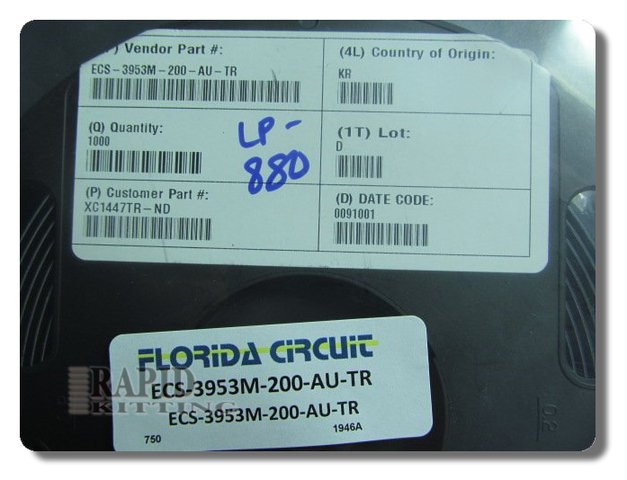 Vendor Part #:
ECS-3953M-200-AU-TR
(4L) Country of Origin:
KR
(Q) Quantity:
1000
LP-
880
(1T) Lot:
D
(P) Customer Part #:
XC1447TR-ND
(D) DATE CODE:
0091001
FLORIDA CIRCUIT
ECS-3953M-200-AU-TR
ECS-3953M-200-AU-TR
750
1946A
RAPID
KITTING
02